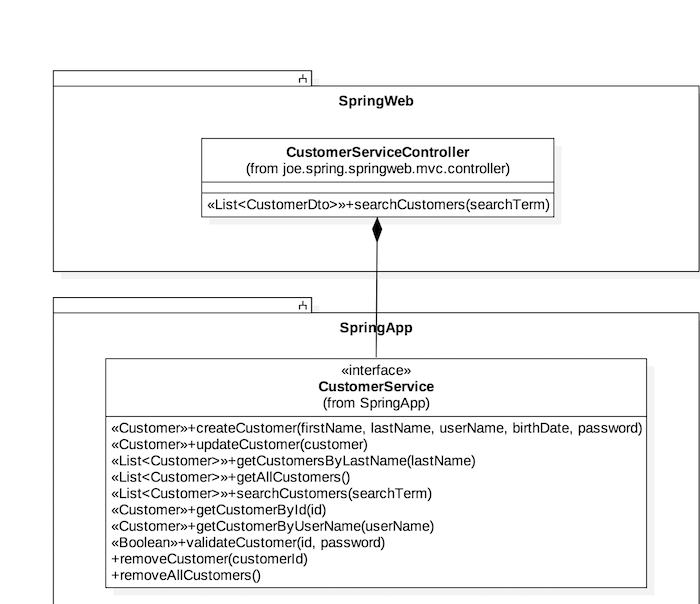 SpringWeb
CustomerServiceController
(from joe.spring.springweb.mvc.controller)
«List<CustomerDto>»+searchCustomers(searchTerm)
SpringApp
«interface»
CustomerService
(from SpringApp)
«Customer»+createCustomer(firstName, lastName, userName, birthDate, password)
«Customer»+updateCustomer(customer)
«List<Customer>»+getCustomersByLastName(lastName)
«List<Customer>»+getAllCustomers()
«List<Customer>»+searchCustomers(searchTerm)
«Customer»+getCustomerById(id)
«Customer»+getCustomerByUserName(userName)
«Boolean»+validateCustomer(id, password)
+removeCustomer(customerId)
+removeAllCustomers()